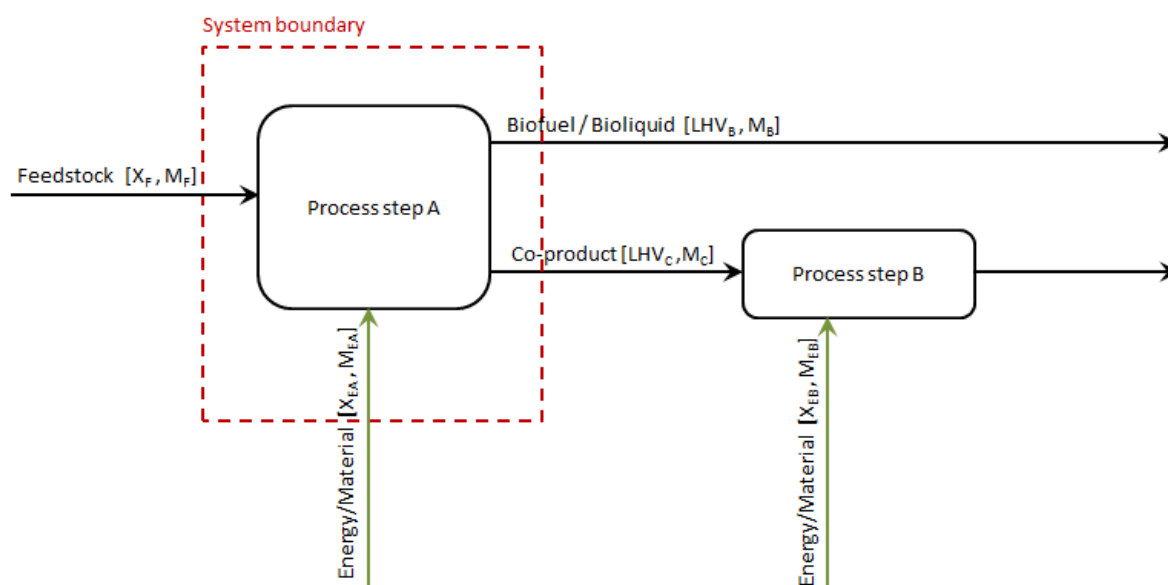 System boundary
Biofuel / Bioliquid [LHV_B, M_B]
Feedstock [X_F, M_F]
Process step A
Co-product [LHV_C, M_C]
Process step B
Energy/Material [X_EA, M_EA]
Energy/Material [X_EB, M_EB]